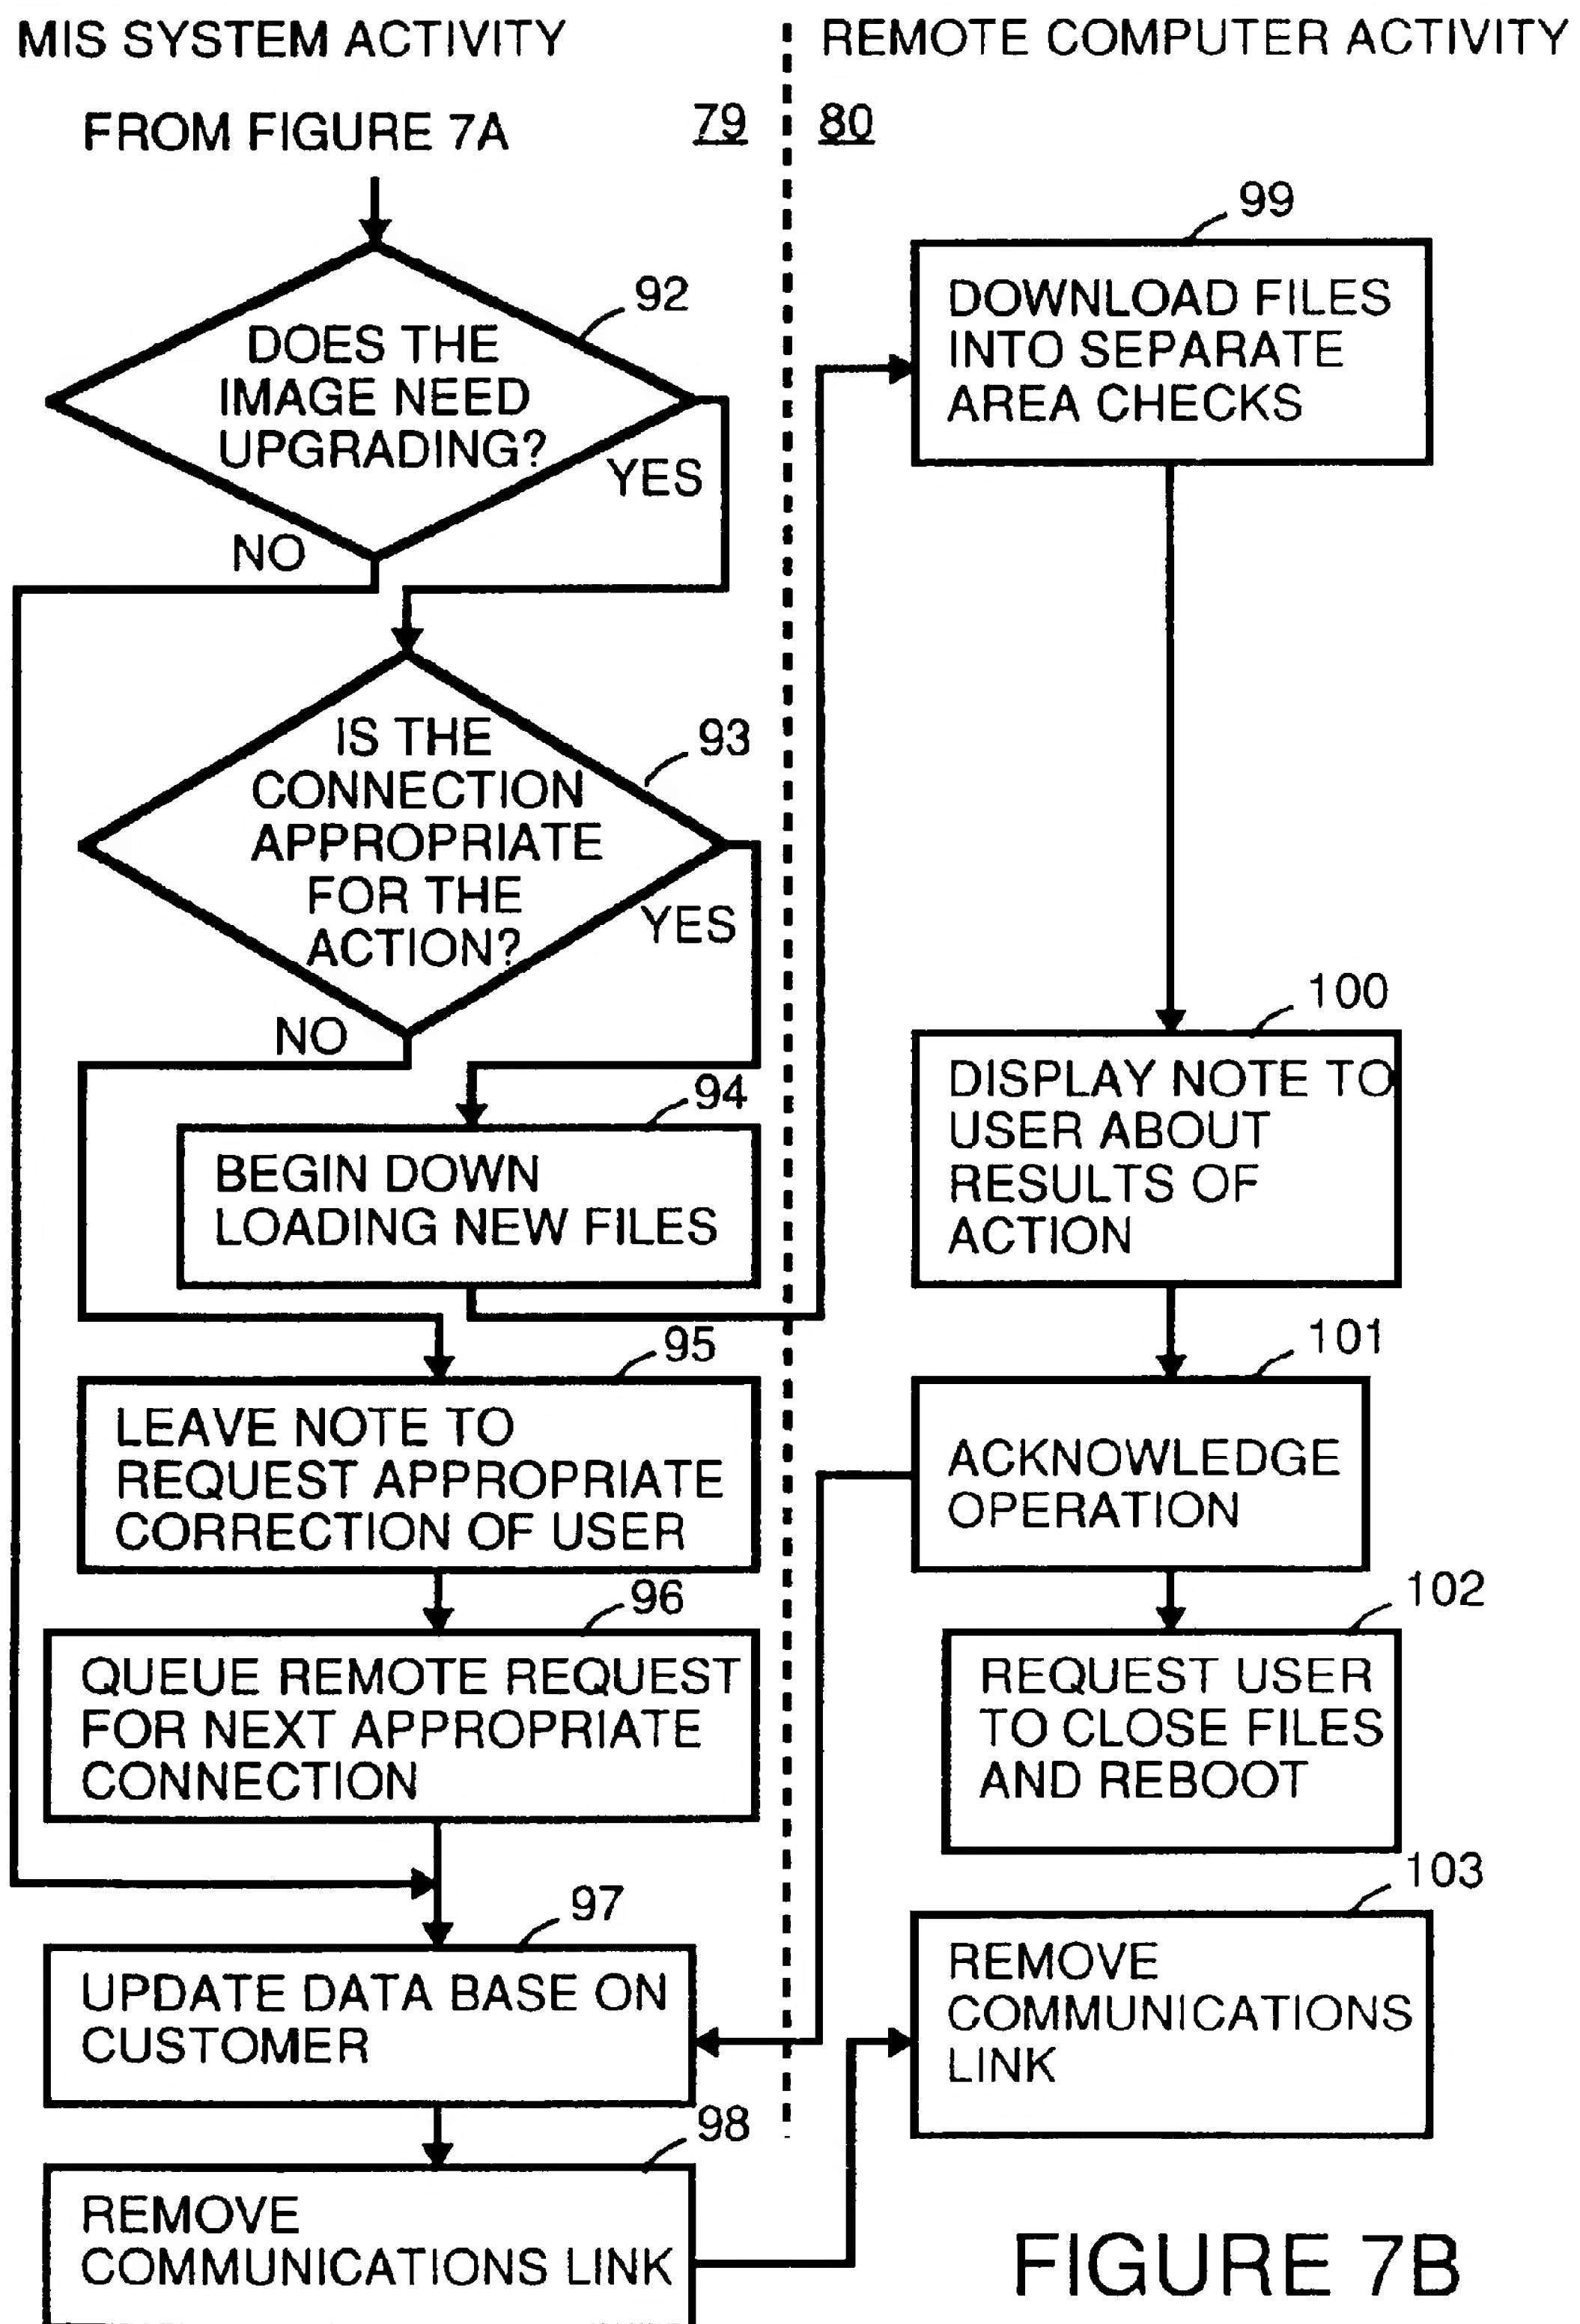 MIS SYSTEM ACTIVITY
REMOTE COMPUTER ACTIVITY
FROM FIGURE 7A
79
80
92
DOES THE
IMAGE NEED
UPGRADING?
YES
NO
93
IS THE
CONNECTION
APPROPRIATE
FOR THE
ACTION?
YES
NO
94
BEGIN DOWN
LOADING NEW FILES
95
LEAVE NOTE TO
REQUEST APPROPRIATE
CORRECTION OF USER
96
QUEUE REMOTE REQUEST
FOR NEXT APPROPRIATE
CONNECTION
97
UPDATE DATA BASE ON
CUSTOMER
98
REMOVE
COMMUNICATIONS LINK
99
DOWNLOAD FILES
INTO SEPARATE
AREA CHECKS
100
DISPLAY NOTE TO
USER ABOUT
RESULTS OF
ACTION
101
ACKNOWLEDGE
OPERATION
102
REQUEST USER
TO CLOSE FILES
AND REBOOT
103
REMOVE
COMMUNICATIONS
LINK
FIGURE 7B